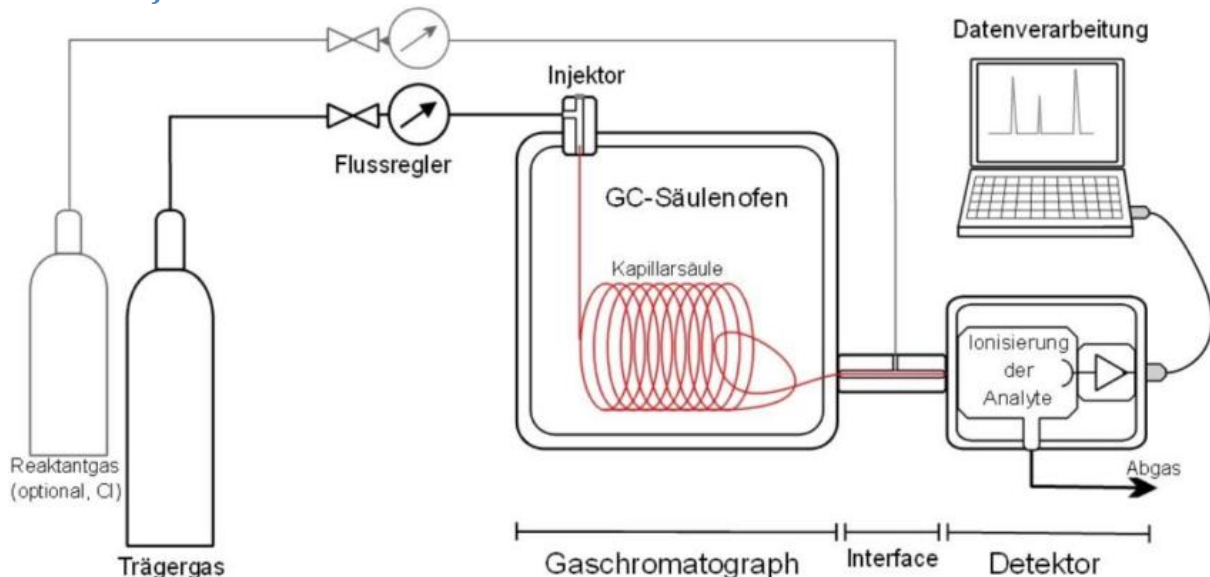 Datenverarbeitung
Injektor
Flussregler
GC-Säulenofen
Kapillarsäule
Ionisierung
der
Analyte
Reaktantgas
(optional, CI)
Abgas
Trägergas
Gaschromatograph
Interface
Detektor